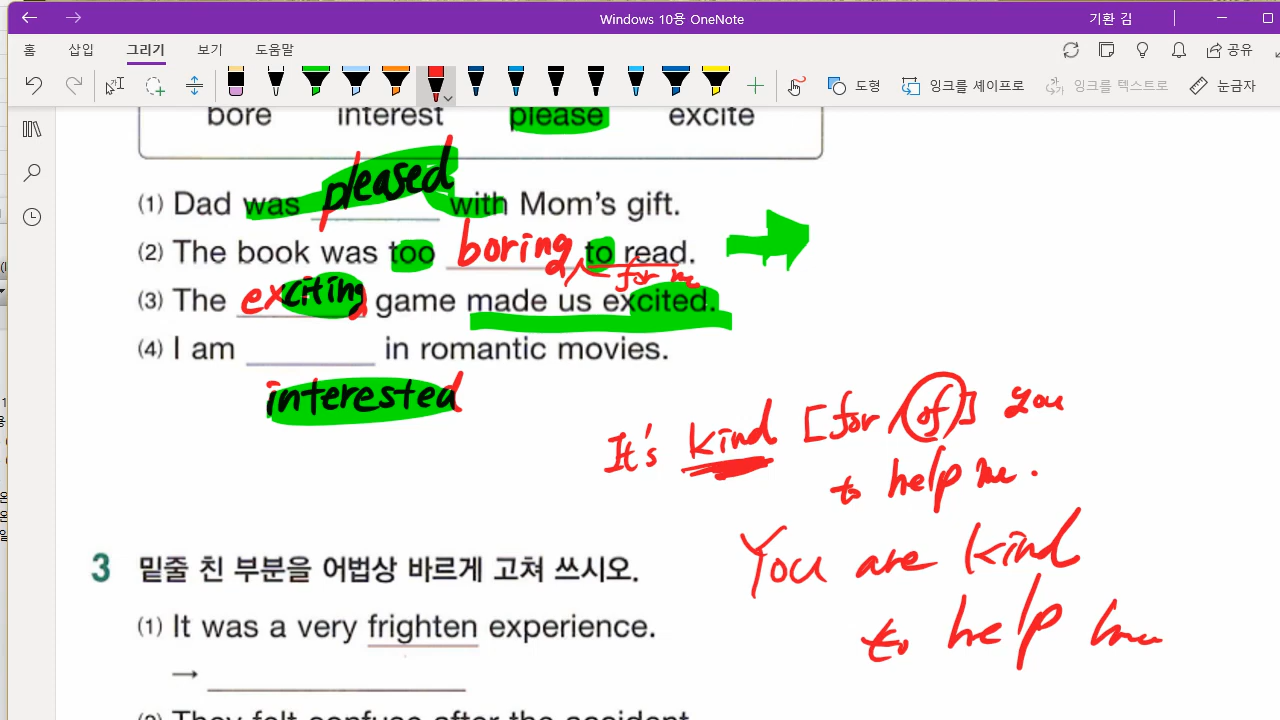 Windows 10용 OneNote
기환 김
홈 삽입 그리기 보기 도움말 공유
도형 잉크를 셰이프로 잉크를 텍스트로 눈금자
bore interest please excite
(1) Dad was pleased with Mom's gift.
(2) The book was too boring to read.
for me
(3) The exciting game made us excited.
(4) I am in romantic movies.
interested
It's kind [for / of] you
to help me.
You are kind
to help me
3 밑줄 친 부분을 어법상 바르게 고쳐 쓰시오.
(1) It was a very frighten experience.
→
(2) They felt confuse after the accident.